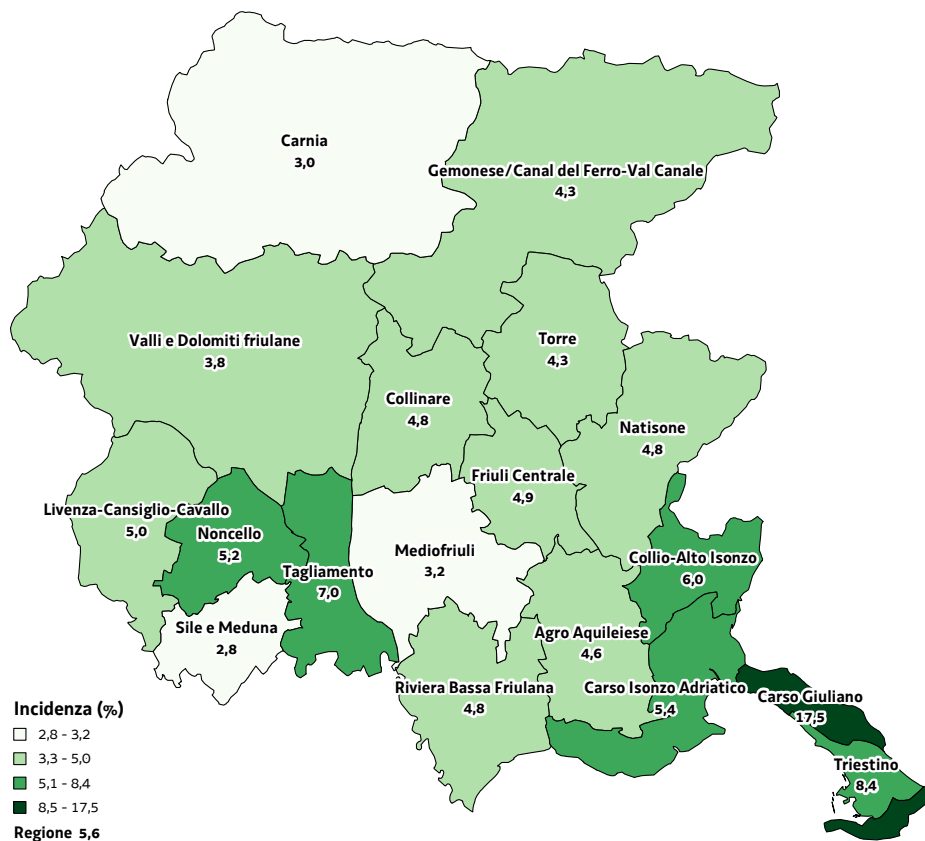 Carnia
3,0
Gemonese/Canal del Ferro-Val Canale
4,3
Valli e Dolomiti friulane
3,8
Torre
4,3
Collinare
4,8
Natisone
4,8
Friuli Centrale
4,9
Livenza-Cansiglio-Cavallo
5,0
Noncello
5,2
Tagliamento
7,0
Mediofriuli
3,2
Collio-Alto Isonzo
6,0
Sile e Meduna
2,8
Agro Aquileiese
4,6
Riviera Bassa Friulana
4,8
Carso Isonzo Adriatico
5,4
Carso Giuliano
17,5
Triestino
8,4
Incidenza (%)
2,8 - 3,2
3,3 - 5,0
5,1 - 8,4
8,5 - 17,5
Regione 5,6